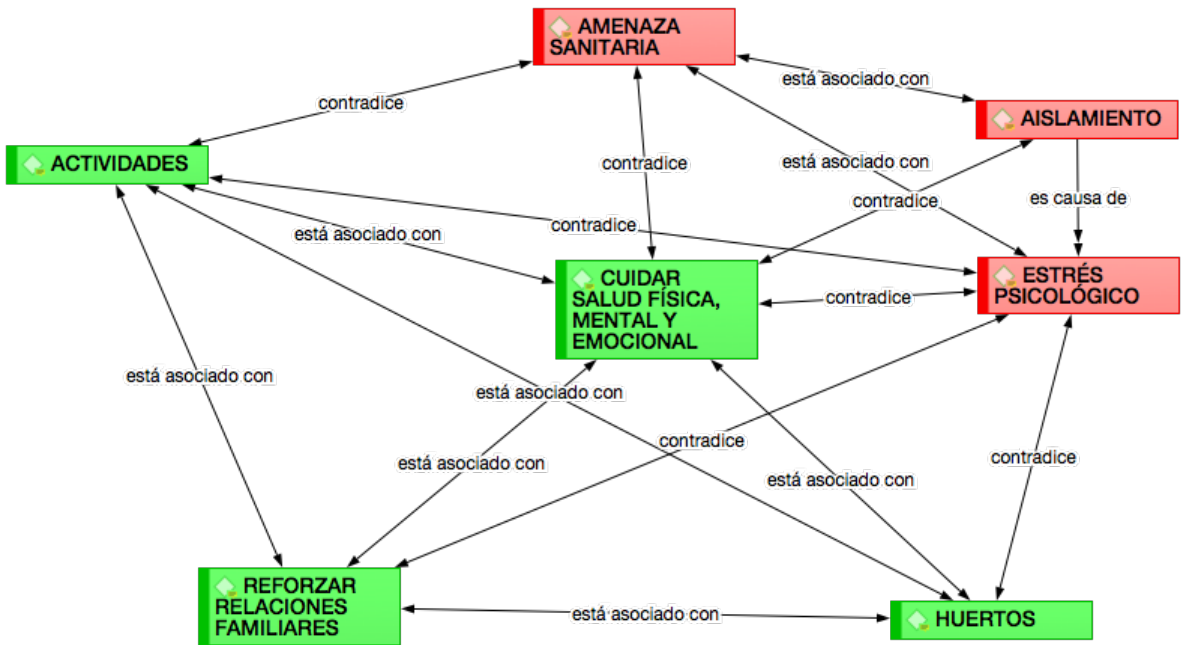 AMENAZA
SANITARIA
está asociado con
contradice
AISLAMIENTO
ACTIVIDADES
contradice
está asociado con
contradice
es causa de
contradice
está asociado con
CUIDAR
SALUD FÍSICA,
MENTAL Y
EMOCIONAL
ESTRÉS
PSICOLÓGICO
contradice
está asociado con
está asociado con
contradice
está asociado con
contradice
está asociado con
REFORZAR
RELACIONES
FAMILIARES
está asociado con
HUERTOS